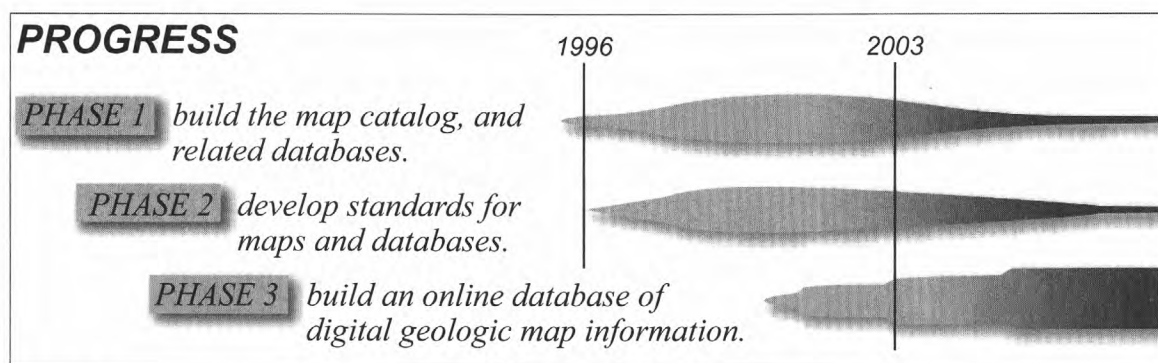 PROGRESS
1996
2003
PHASE 1 build the map catalog, and
related databases.
PHASE 2 develop standards for
maps and databases.
PHASE 3 build an online database of
digital geologic map information.